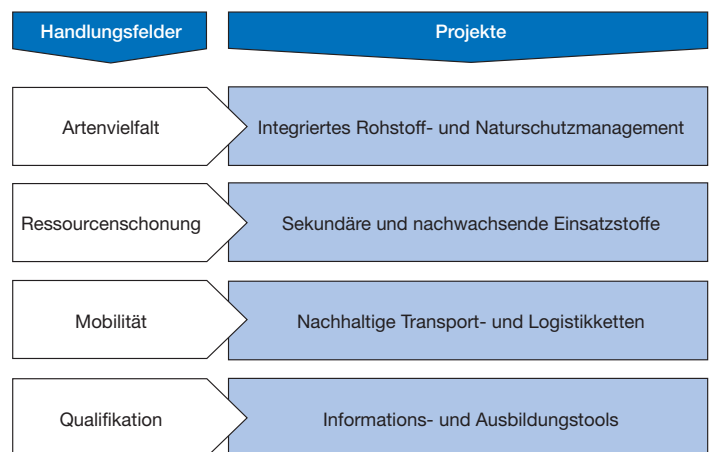 Handlungsfelder
Projekte
Artenvielfalt
Integriertes Rohstoff- und Naturschutzmanagement
Ressourcenschonung
Sekundäre und nachwachsende Einsatzstoffe
Mobilität
Nachhaltige Transport- und Logistikketten
Qualifikation
Informations- und Ausbildungstools